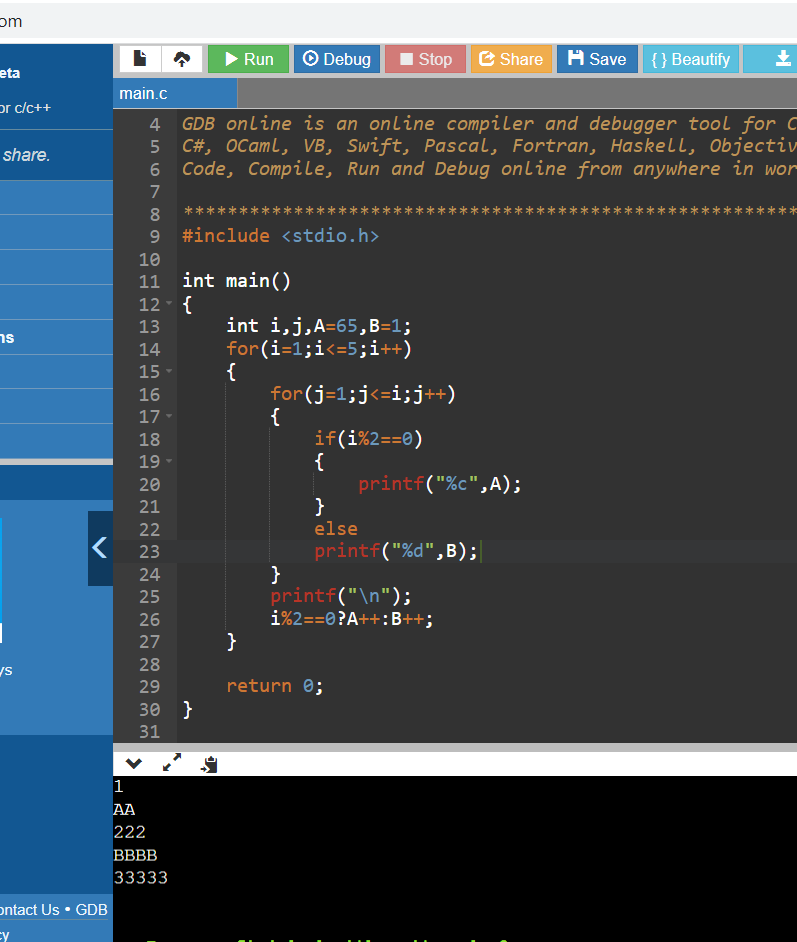 om
Run Debug Stop Share Save { } Beautify
eta
or c/c++
share.
ns
ys
ontact Us • GDB
cy
main.c
4 GDB online is an online compiler and debugger tool for C
5 C#, OCaml, VB, Swift, Pascal, Fortran, Haskell, Objectiv
6 Code, Compile, Run and Debug online from anywhere in wor
7
8 ********************************************************
9 #include <stdio.h>
10
11 int main()
12 {
13     int i,j,A=65,B=1;
14     for(i=1;i<=5;i++)
15     {
16         for(j=1;j<=i;j++)
17         {
18             if(i%2==0)
19             {
20                 printf("%c",A);
21             }
22             else
23             printf("%d",B);
24         }
25         printf("\n");
26         i%2==0?A++:B++;
27     }
28
29     return 0;
30 }
31
1
AA
222
BBBB
33333